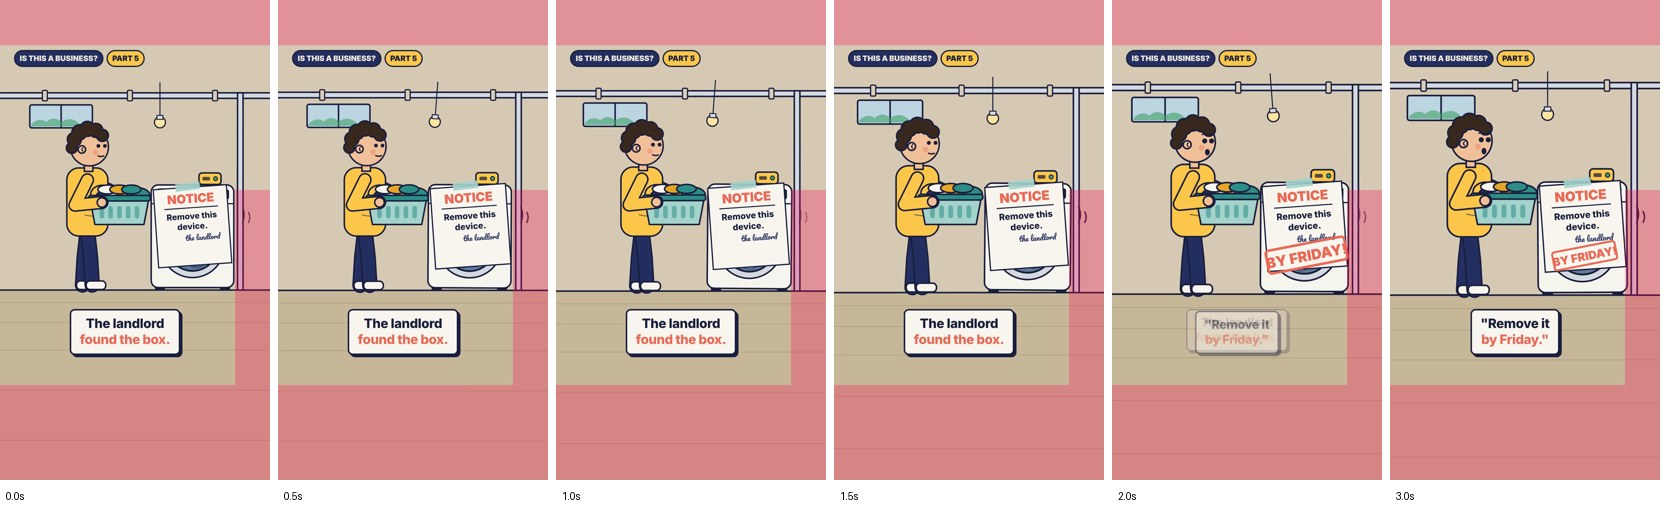 IS THIS A BUSINESS? PART 5
NOTICE
Remove this
device.
the landlord
The landlord
found the box.
0.0s
IS THIS A BUSINESS? PART 5
NOTICE
Remove this
device.
the landlord
The landlord
found the box.
0.5s
IS THIS A BUSINESS? PART 5
NOTICE
Remove this
device.
the landlord
The landlord
found the box.
1.0s
IS THIS A BUSINESS? PART 5
NOTICE
Remove this
device.
the landlord
The landlord
found the box.
1.5s
IS THIS A BUSINESS? PART 5
NOTICE
Remove this
device.
the landlord
BY FRIDAY!
"Remove it
by Friday."
2.0s
IS THIS A BUSINESS? PART 5
NOTICE
Remove this
device.
the landlord
BY FRIDAY!
"Remove it
by Friday."
3.0s